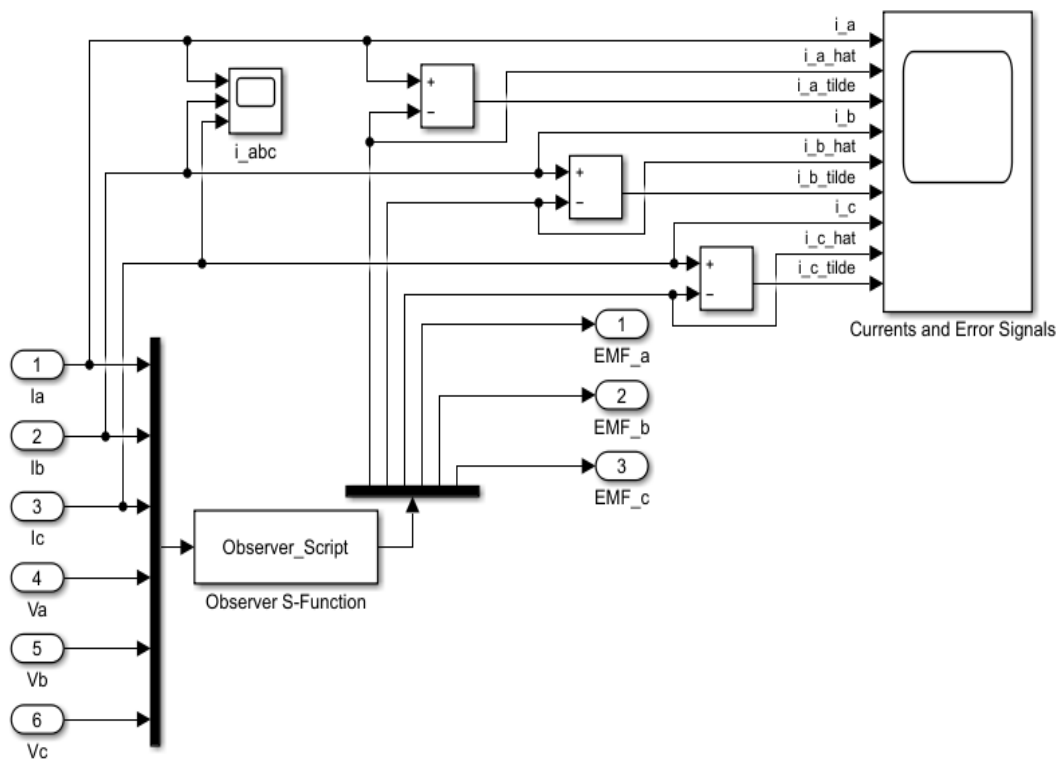 i_a
i_a_hat
i_a_tilde
i_b
i_b_hat
i_b_tilde
i_c
i_c_hat
i_c_tilde
Currents and Error Signals
+
−
i_abc
+
−
+
−
1
EMF_a
2
EMF_b
3
EMF_c
1
Ia
2
Ib
3
Ic
4
Va
5
Vb
6
Vc
Observer_Script
Observer S-Function